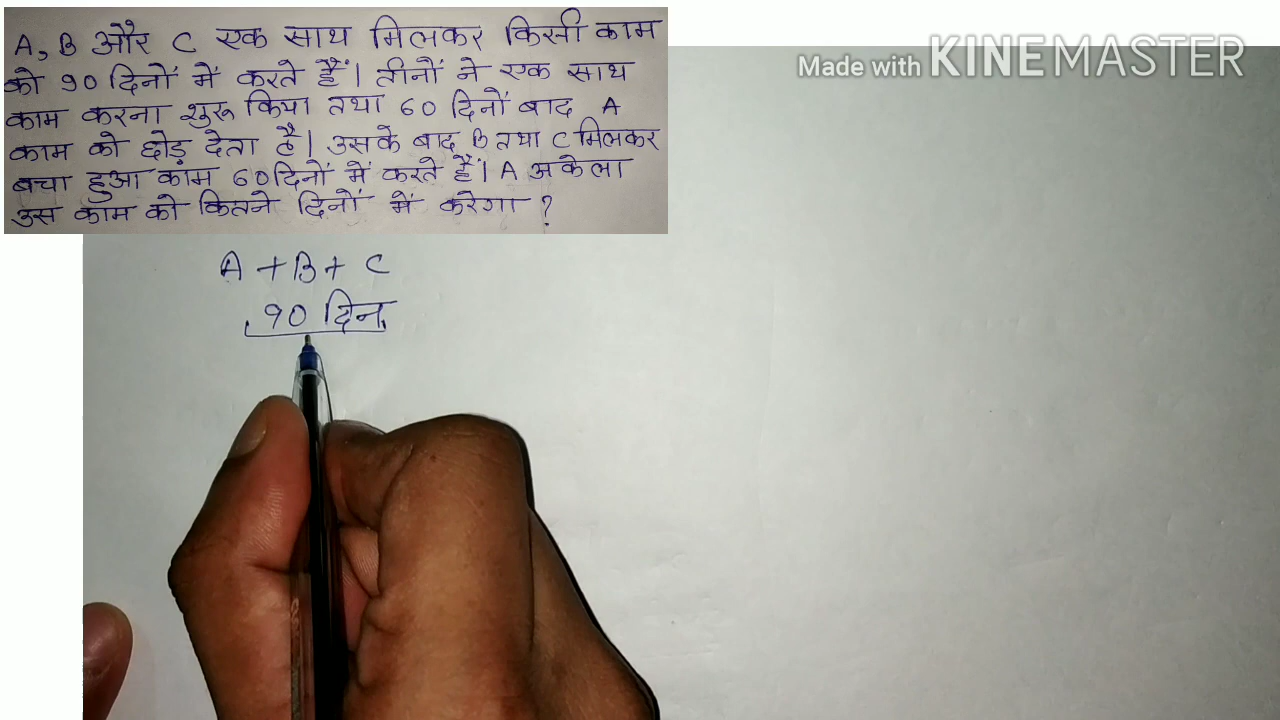 A, B और C एक साथ मिलकर किसी काम
को 90 दिनों में करते हैं। तीनों ने एक साथ
काम करना शुरू किया तथा 60 दिनों बाद A
काम को छोड़ देता है। उसके बाद B तथा C मिलकर
बचा हुआ काम 60 दिनों में करते हैं। A अकेला
उस काम को कितने दिनों में करेगा ?
Made with KINEMASTER
A + B + C
90 दिन